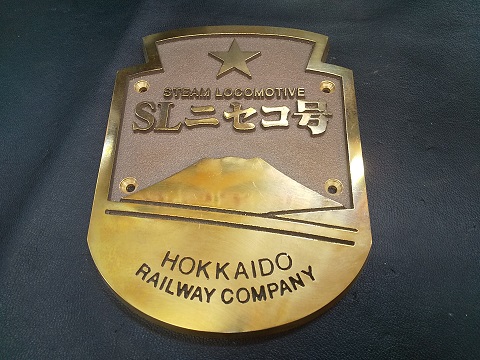 STEAM LOCOMOTIVE
SLニセコ号
HOKKAIDO
RAILWAY COMPANY